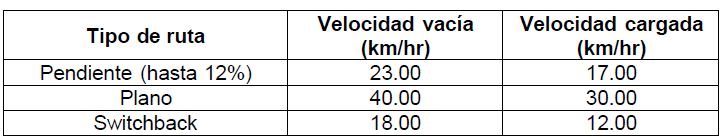 Tipo de ruta Velocidad vacía (km/hr) Velocidad cargada (km/hr)
Pendiente (hasta 12%) 23.00 17.00
Plano 40.00 30.00
Switchback 18.00 12.00